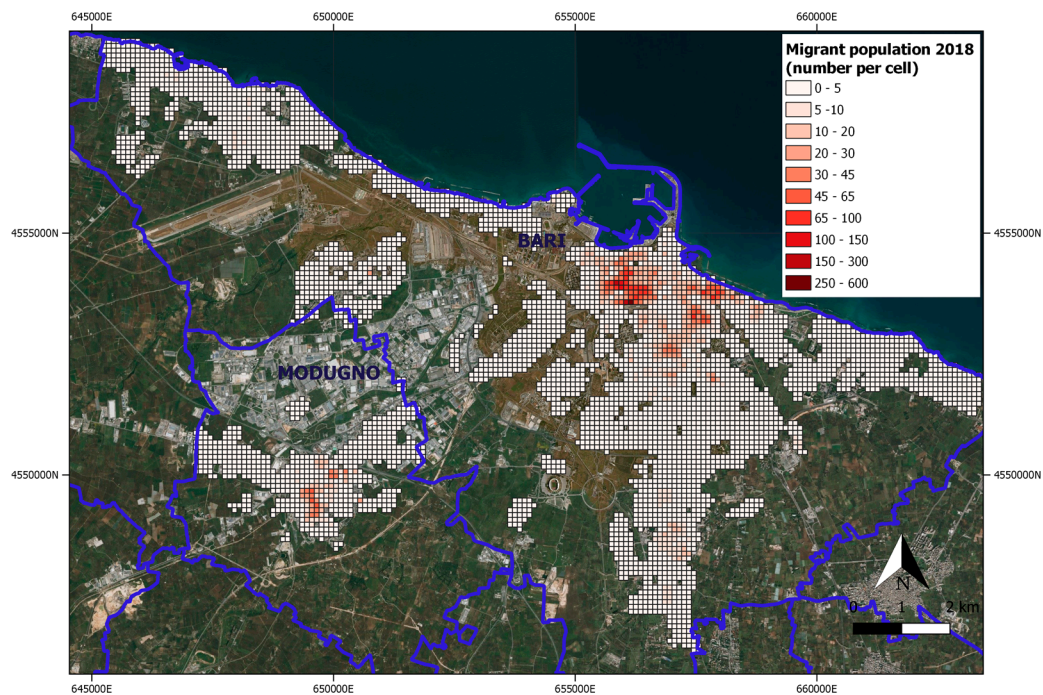 645000E 650000E 655000E 660000E
Migrant population 2018
(number per cell)
0 - 5
5 -10
10 - 20
20 - 30
30 - 45
45 - 65
65 - 100
100 - 150
150 - 300
250 - 600
4555000N 4555000N
BARI
MODUGNO
4550000N 4550000N
N
0 1 2 km
645000E 650000E 655000E 660000E